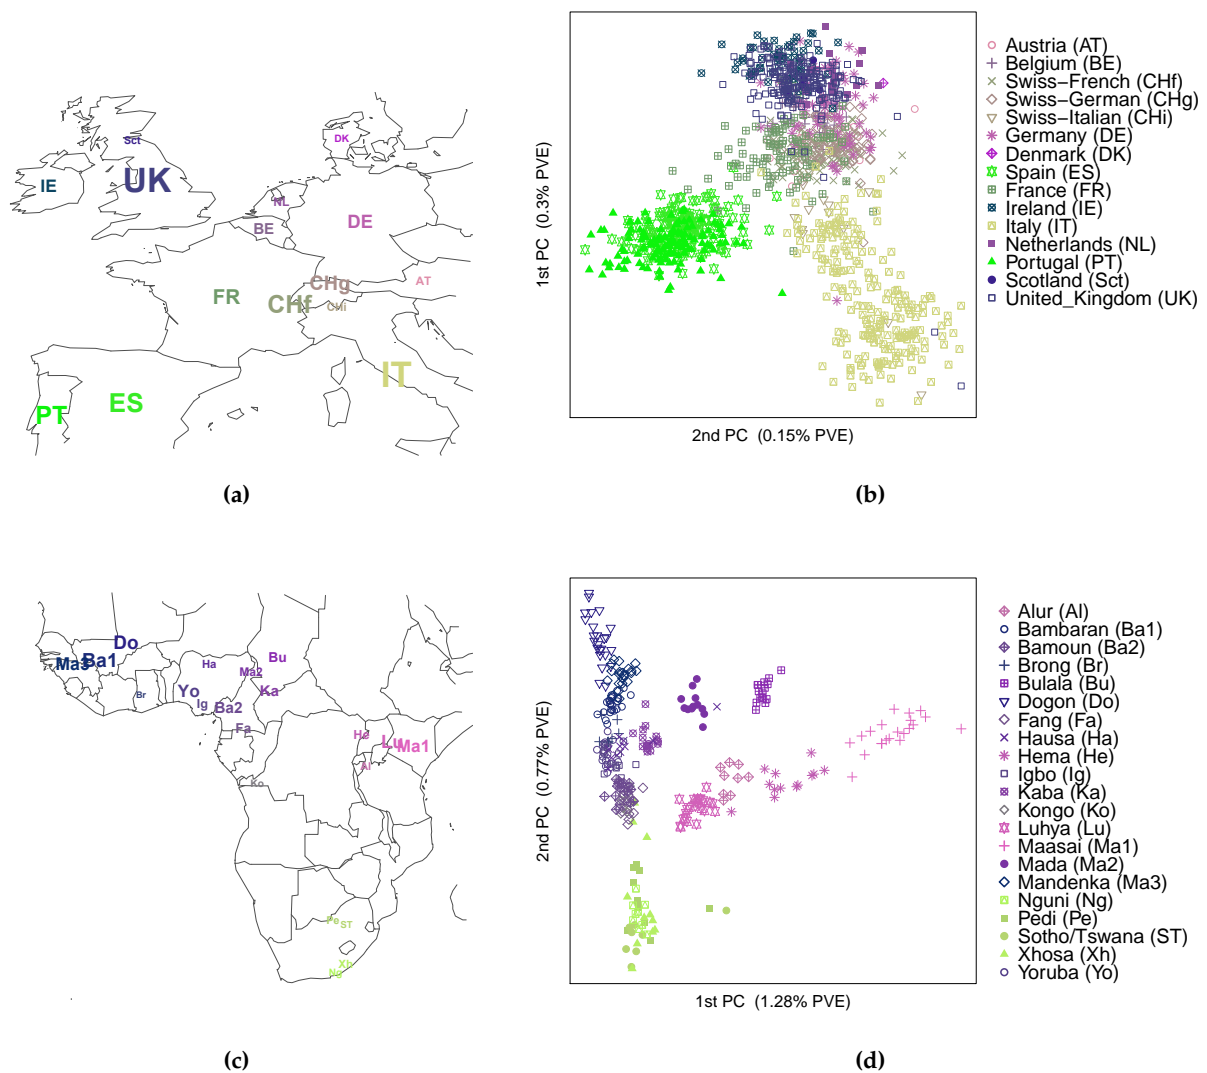 Sct
UK
IE
DK
NL
BE
DE
AT
CHg
FR
CHf
CHi
IT
ES
PT
(a)
1st PC (0.3% PVE)
2nd PC (0.15% PVE)
Austria (AT)
Belgium (BE)
Swiss−French (CHf)
Swiss−German (CHg)
Swiss−Italian (CHi)
Germany (DE)
Denmark (DK)
Spain (ES)
France (FR)
Ireland (IE)
Italy (IT)
Netherlands (NL)
Portugal (PT)
Scotland (Sct)
United_Kingdom (UK)
(b)
Do
Ma3
Ba1
Ha
Bu
Ma2
Br
Yo
Ka
Ig
Ba2
Fa
He
Lu
Ma1
Al
Ko
Pe
ST
Xh
Ng
(c)
2nd PC (0.77% PVE)
1st PC (1.28% PVE)
Alur (Al)
Bambaran (Ba1)
Bamoun (Ba2)
Brong (Br)
Bulala (Bu)
Dogon (Do)
Fang (Fa)
Hausa (Ha)
Hema (He)
Igbo (Ig)
Kaba (Ka)
Kongo (Ko)
Luhya (Lu)
Maasai (Ma1)
Mada (Ma2)
Mandenka (Ma3)
Nguni (Ng)
Pedi (Pe)
Sotho/Tswana (ST)
Xhosa (Xh)
Yoruba (Yo)
(d)